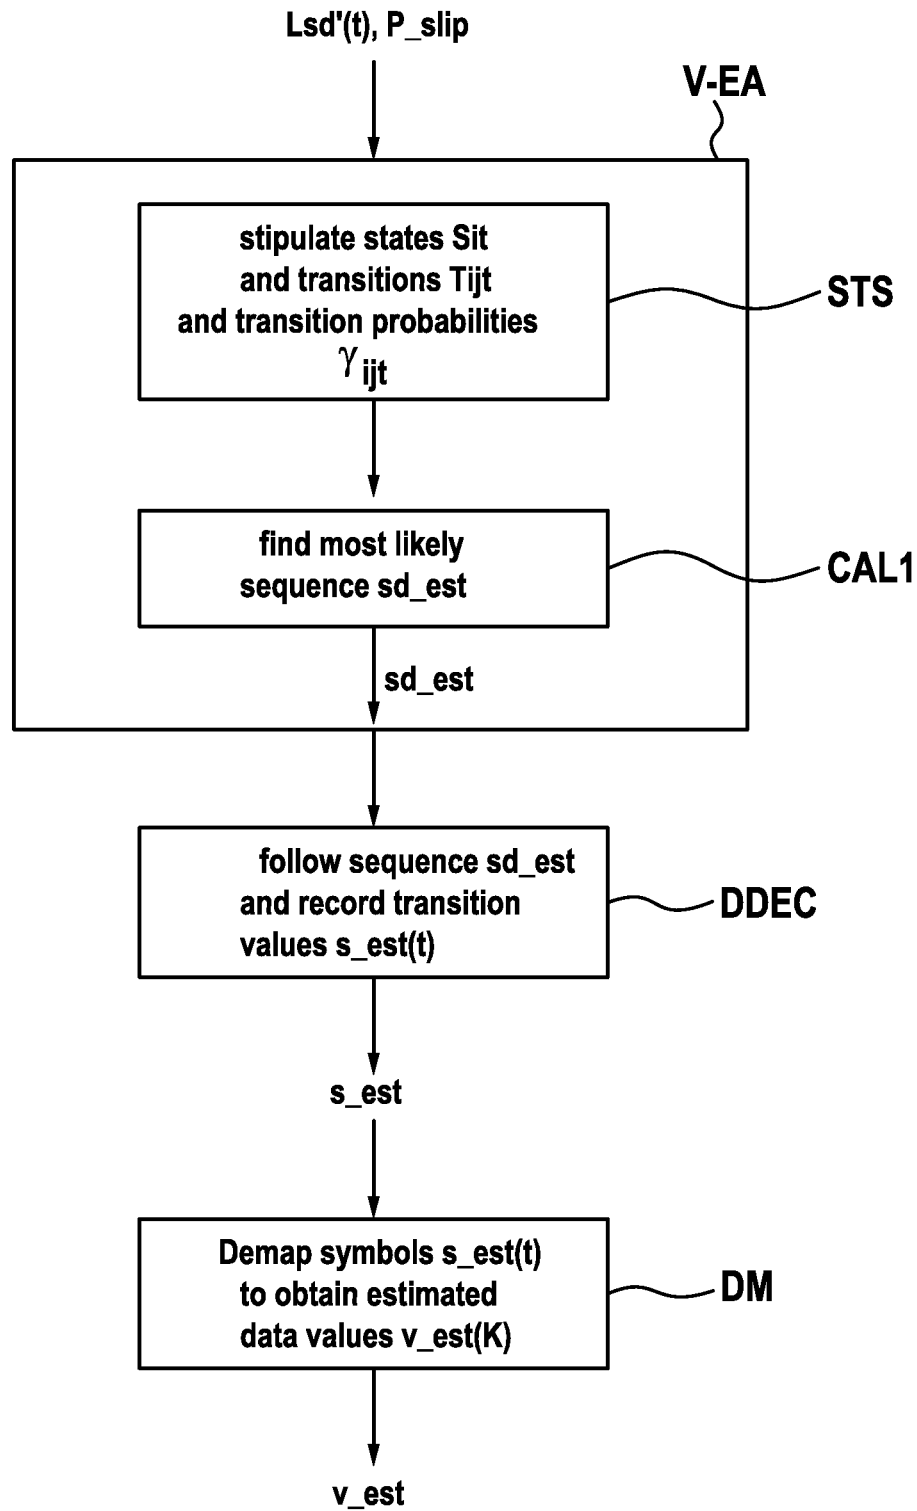 Lsd'(t), P_slip
V-EA
stipulate states Sit
and transitions Tijt
and transition probabilities
γ ijt
STS
find most likely
sequence sd_est
CAL1
sd_est
follow sequence sd_est
and record transition
values s_est(t)
DDEC
s_est
Demap symbols s_est(t)
to obtain estimated
data values v_est(K)
DM
v_est